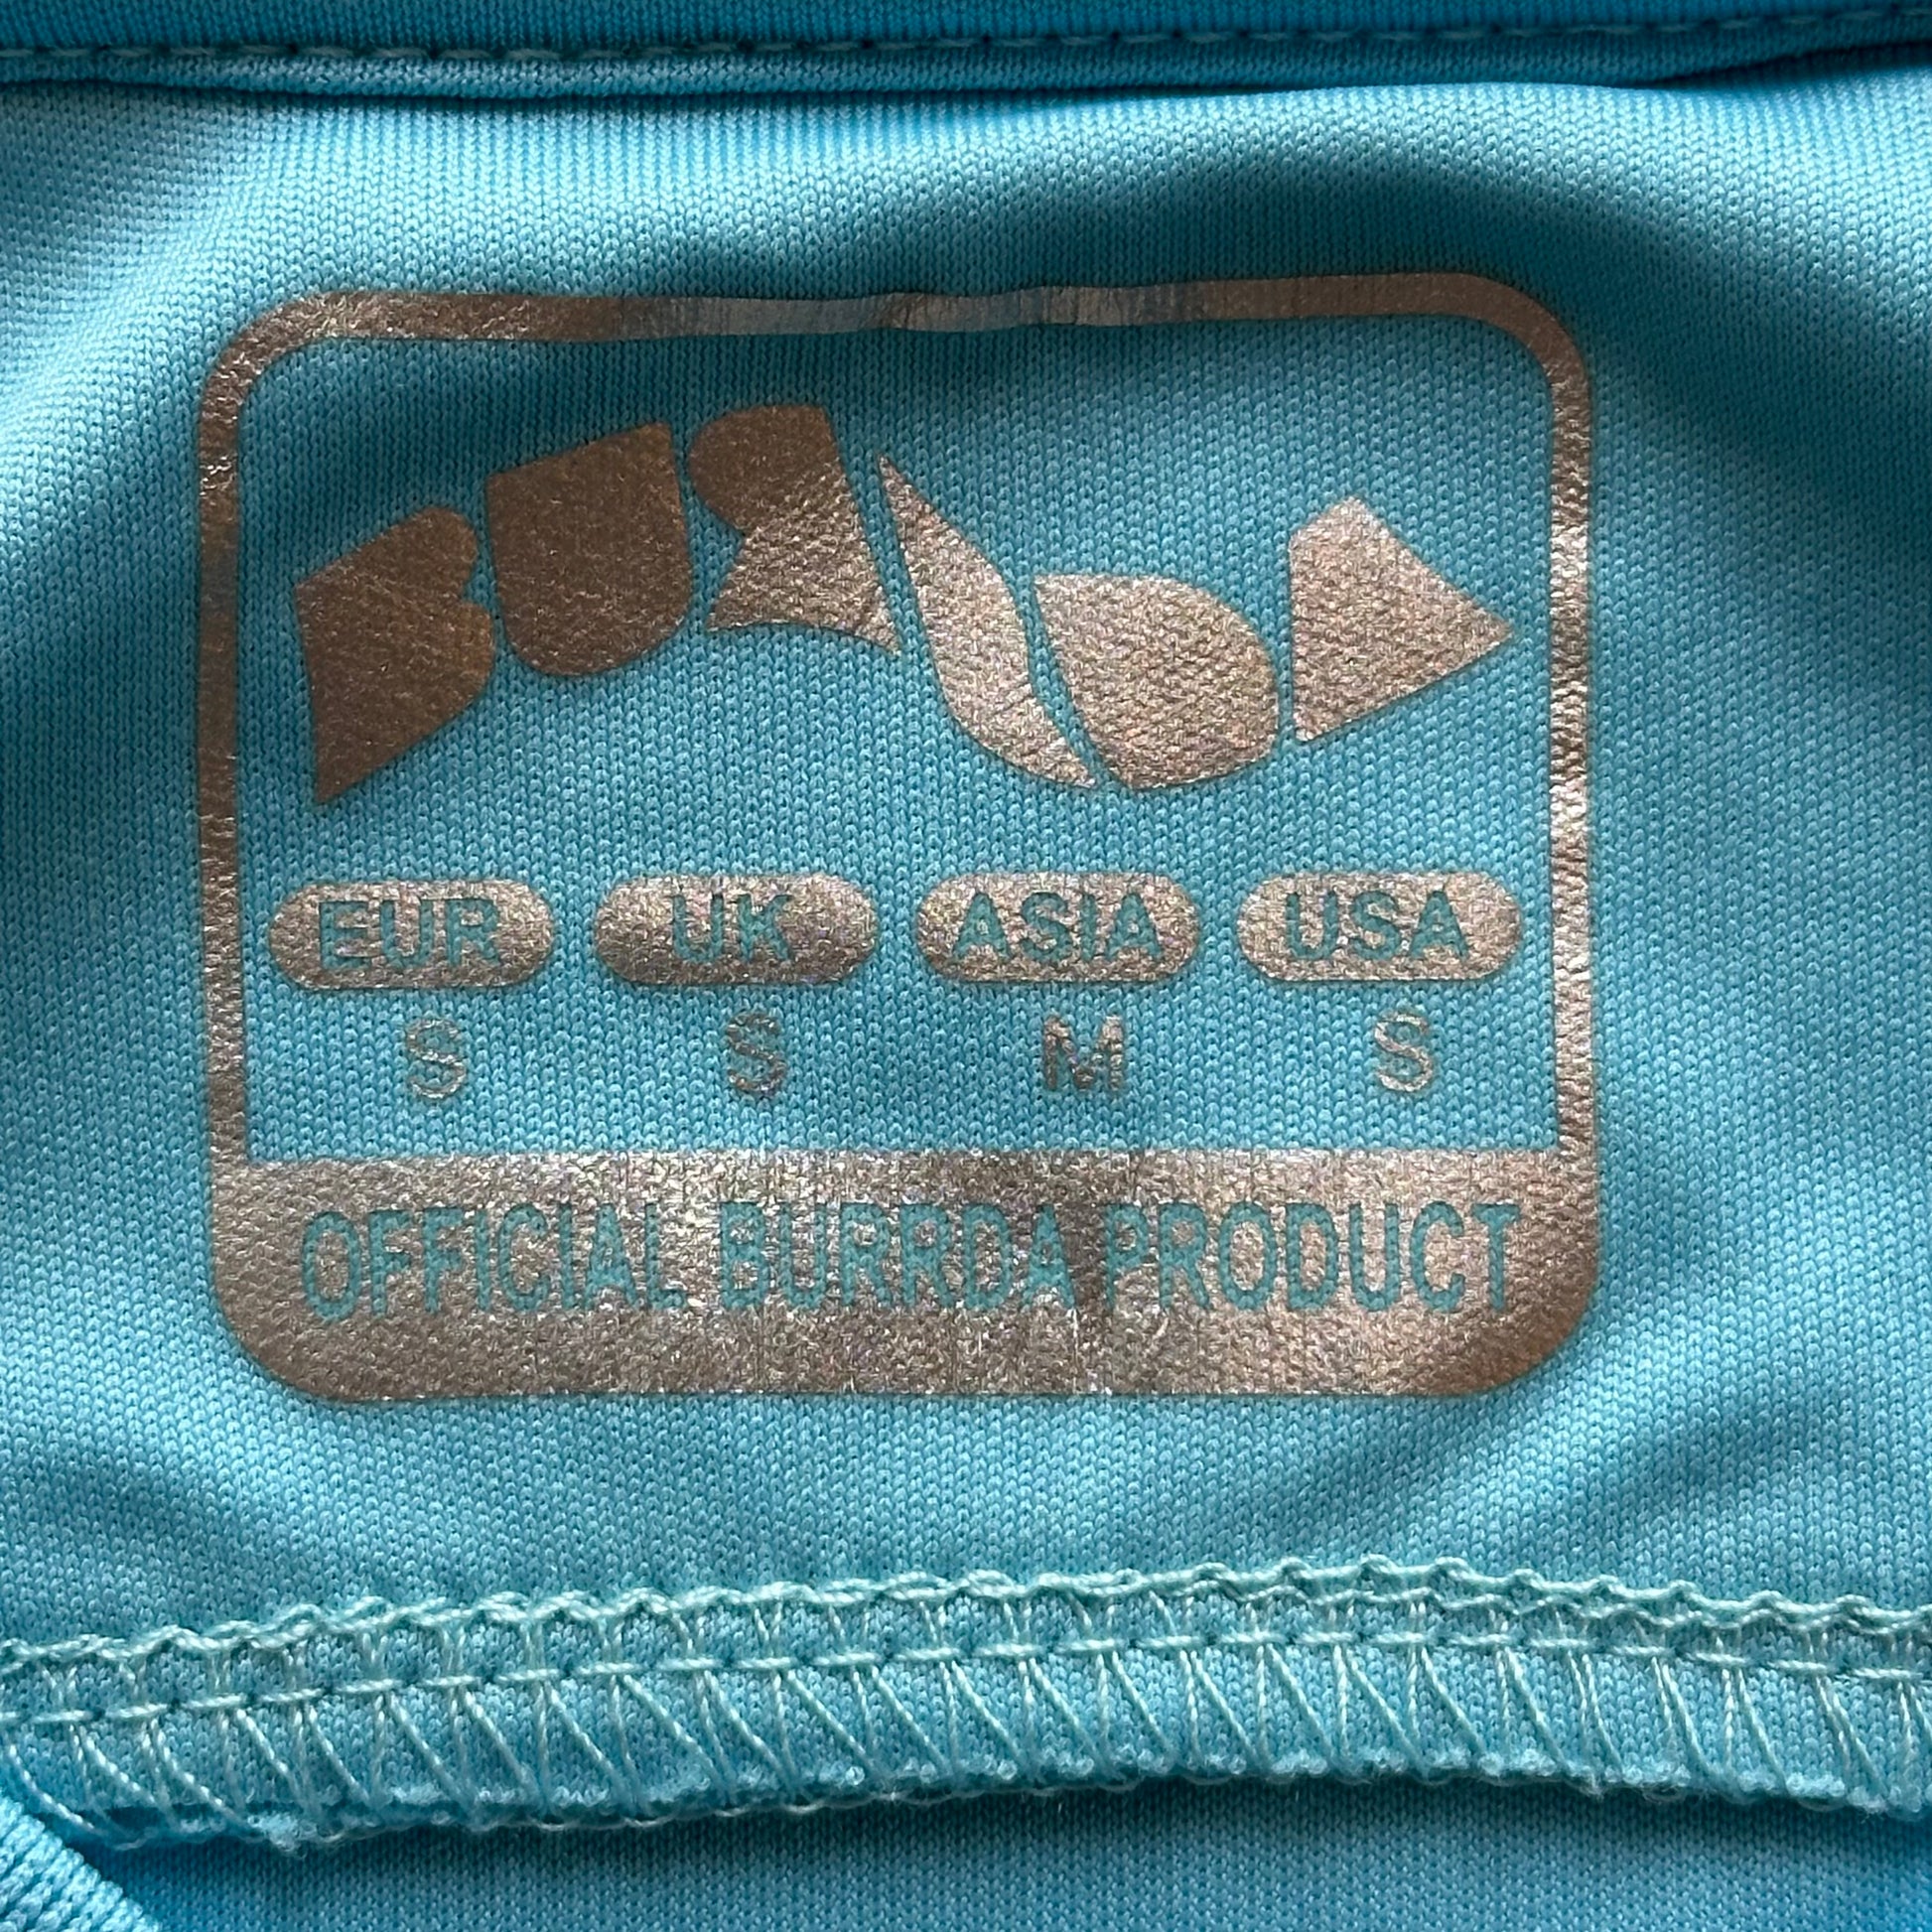 BURRDA
EUR UK ASIA USA
S S M S
OFFICIAL BURRDA PRODUCT